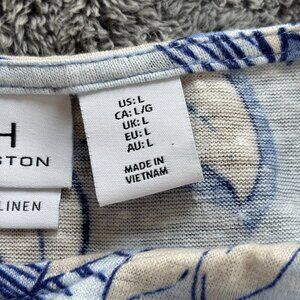 H
STON
LINEN
US: L
CA: L/G
UK: L
EU: L
AU: L
MADE IN
VIETNAM